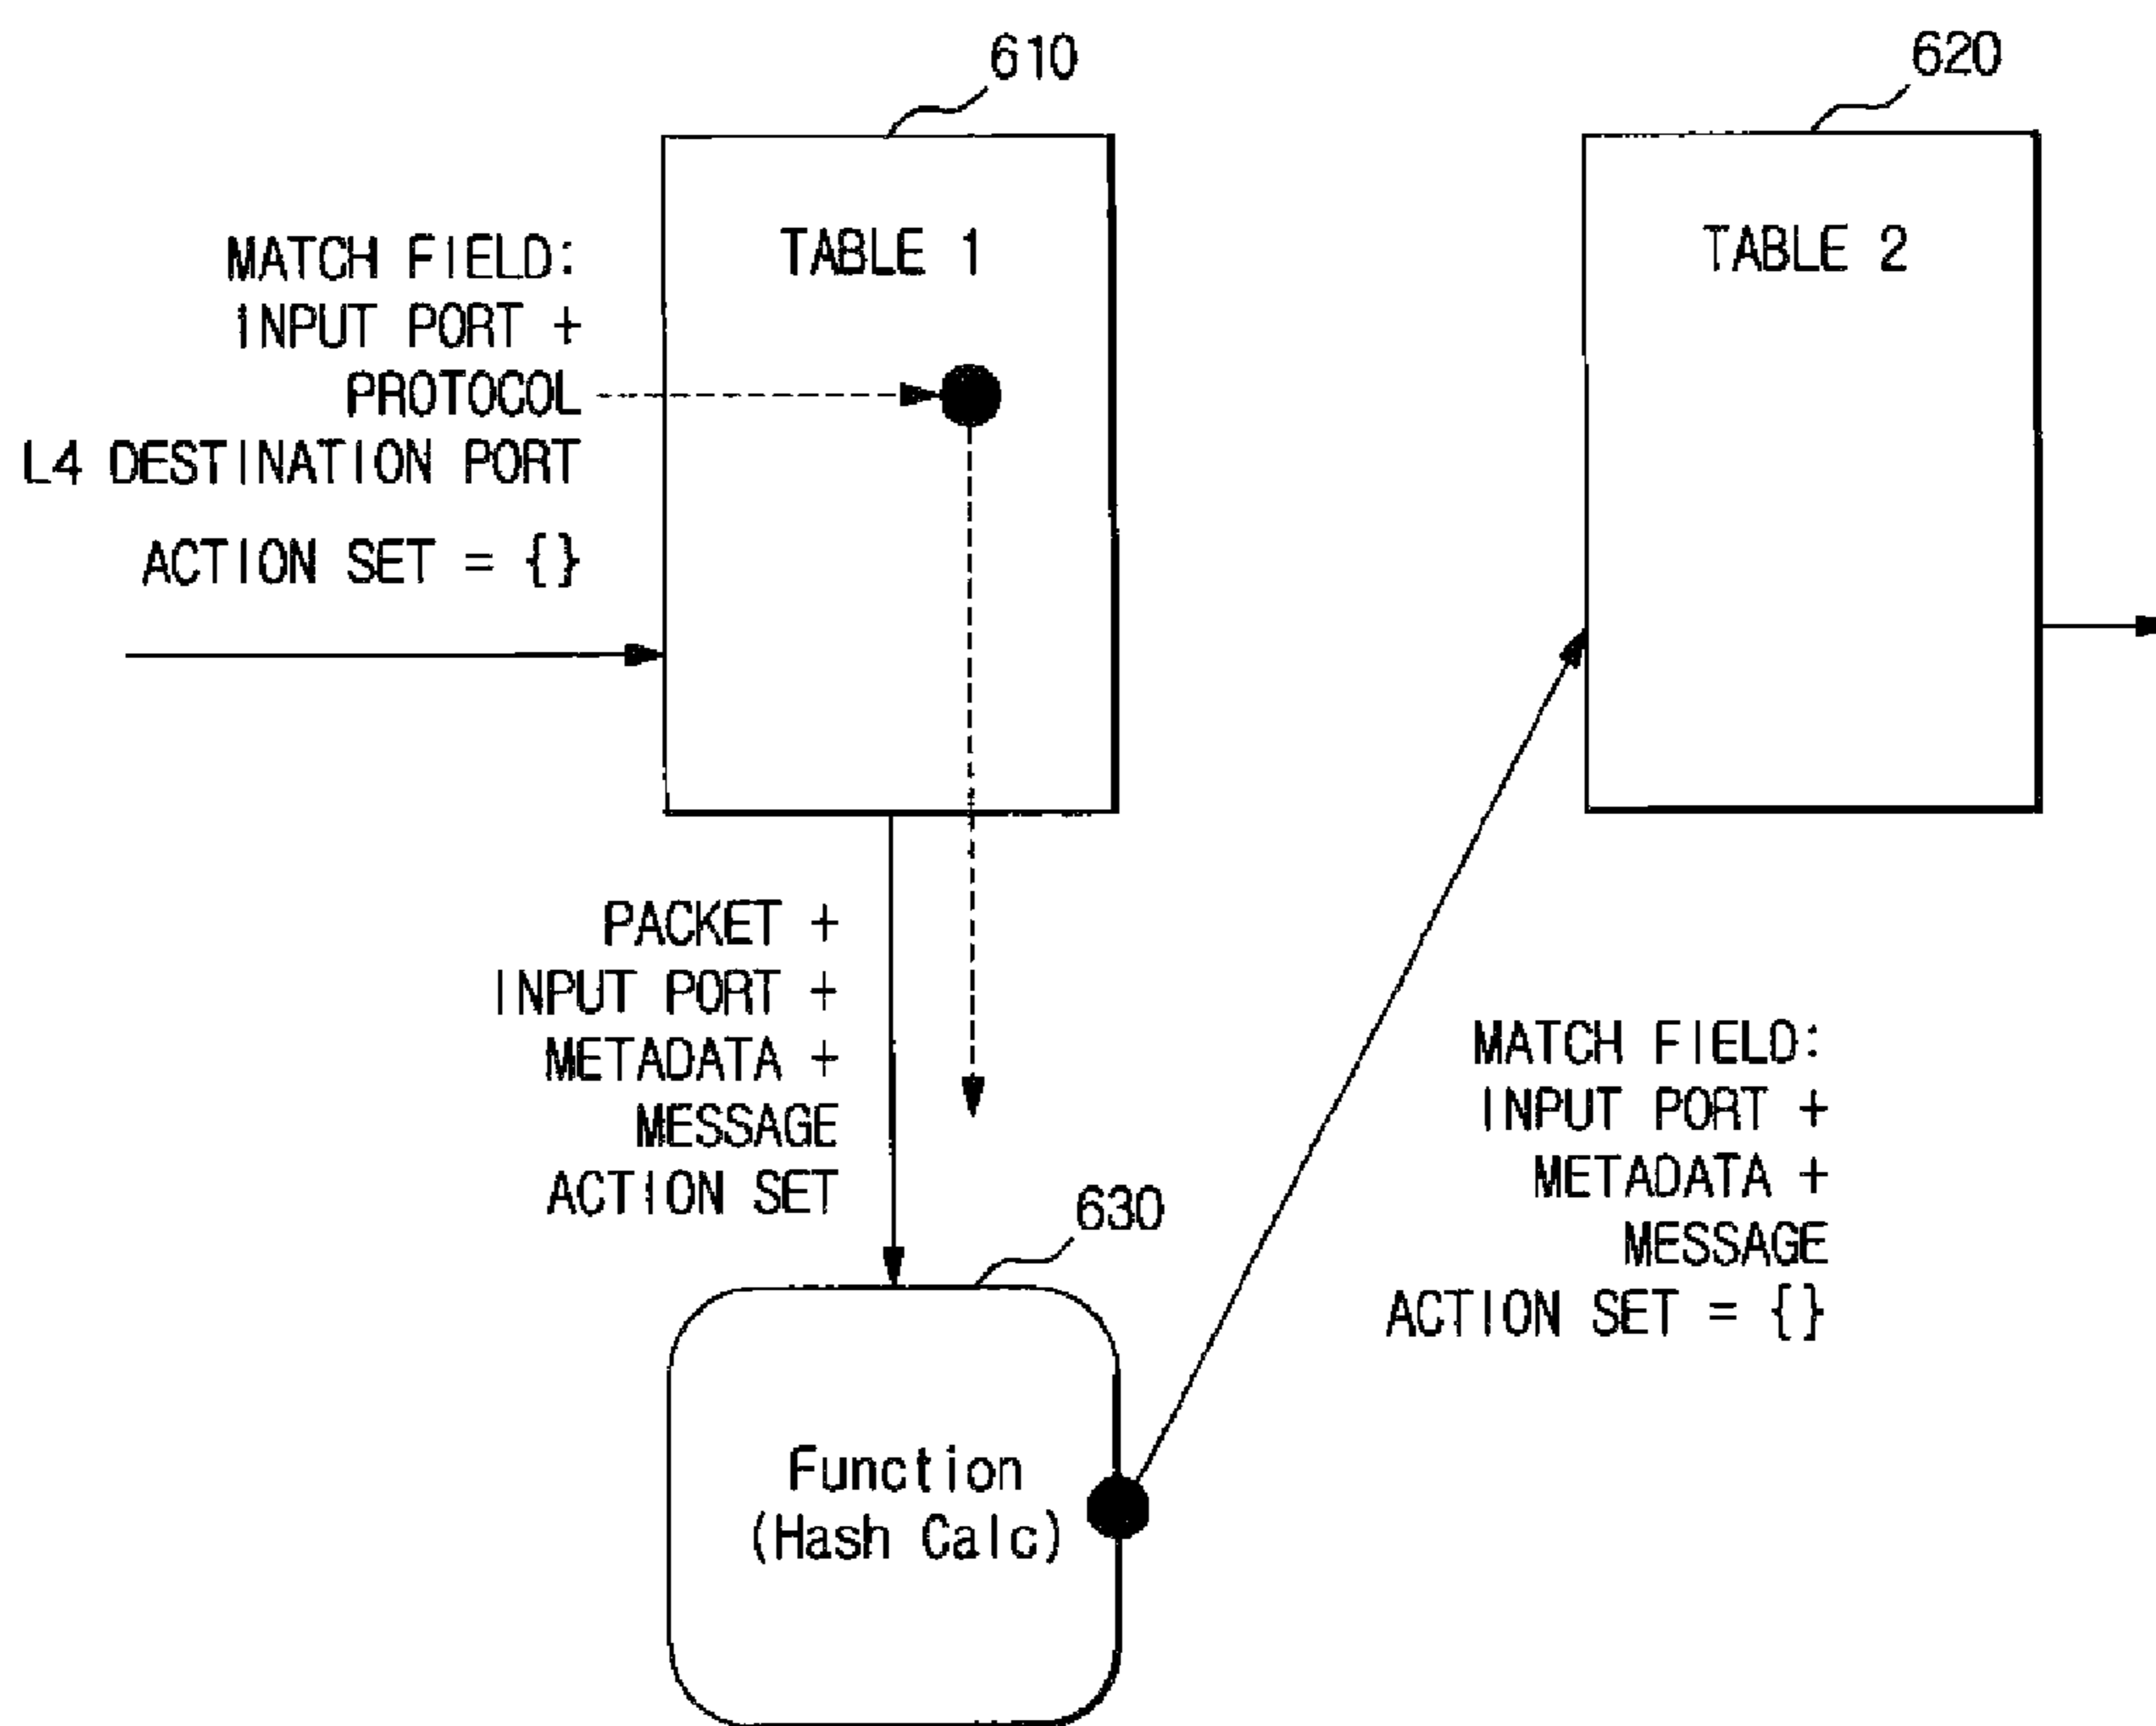 610
620
MATCH FIELD:
INPUT PORT +
PROTOCOL
L4 DESTINATION PORT
ACTION SET = {}
TABLE 1
TABLE 2
PACKET +
INPUT PORT +
METADATA +
MESSAGE
ACTION SET
MATCH FIELD:
INPUT PORT +
METADATA +
MESSAGE
ACTION SET = {}
630
Function
(Hash Calc)